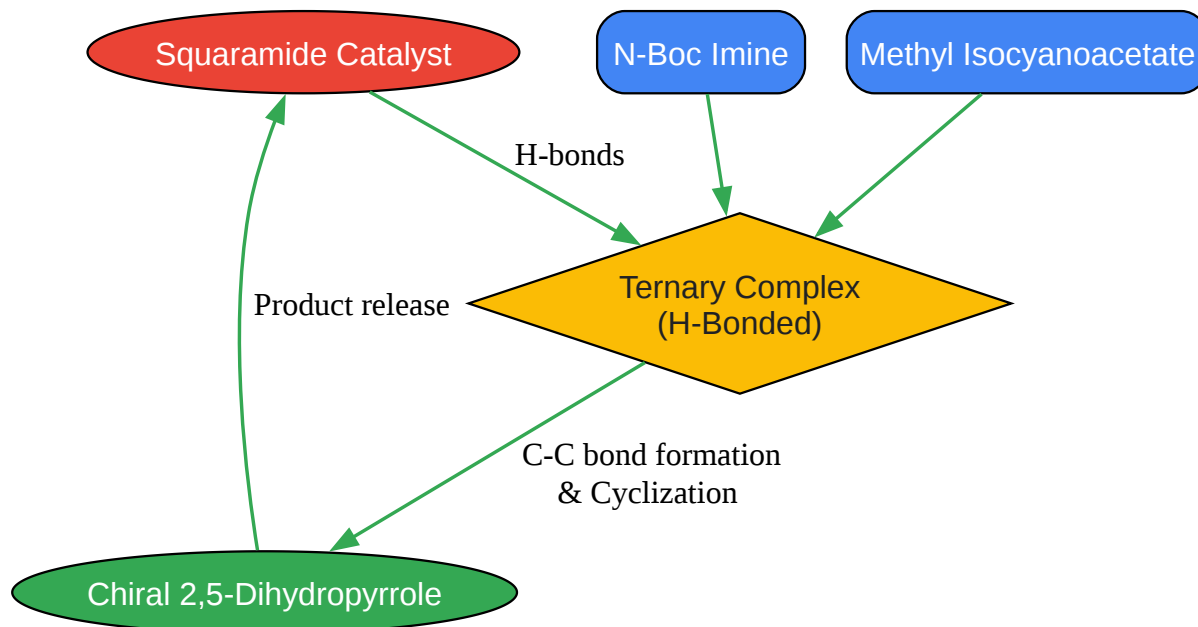 Squaramide Catalyst
N-Boc Imine
Methyl Isocyanoacetate
H-bonds
Ternary Complex
(H-Bonded)
Product release
C-C bond formation
& Cyclization
Chiral 2,5-Dihydropyrrole